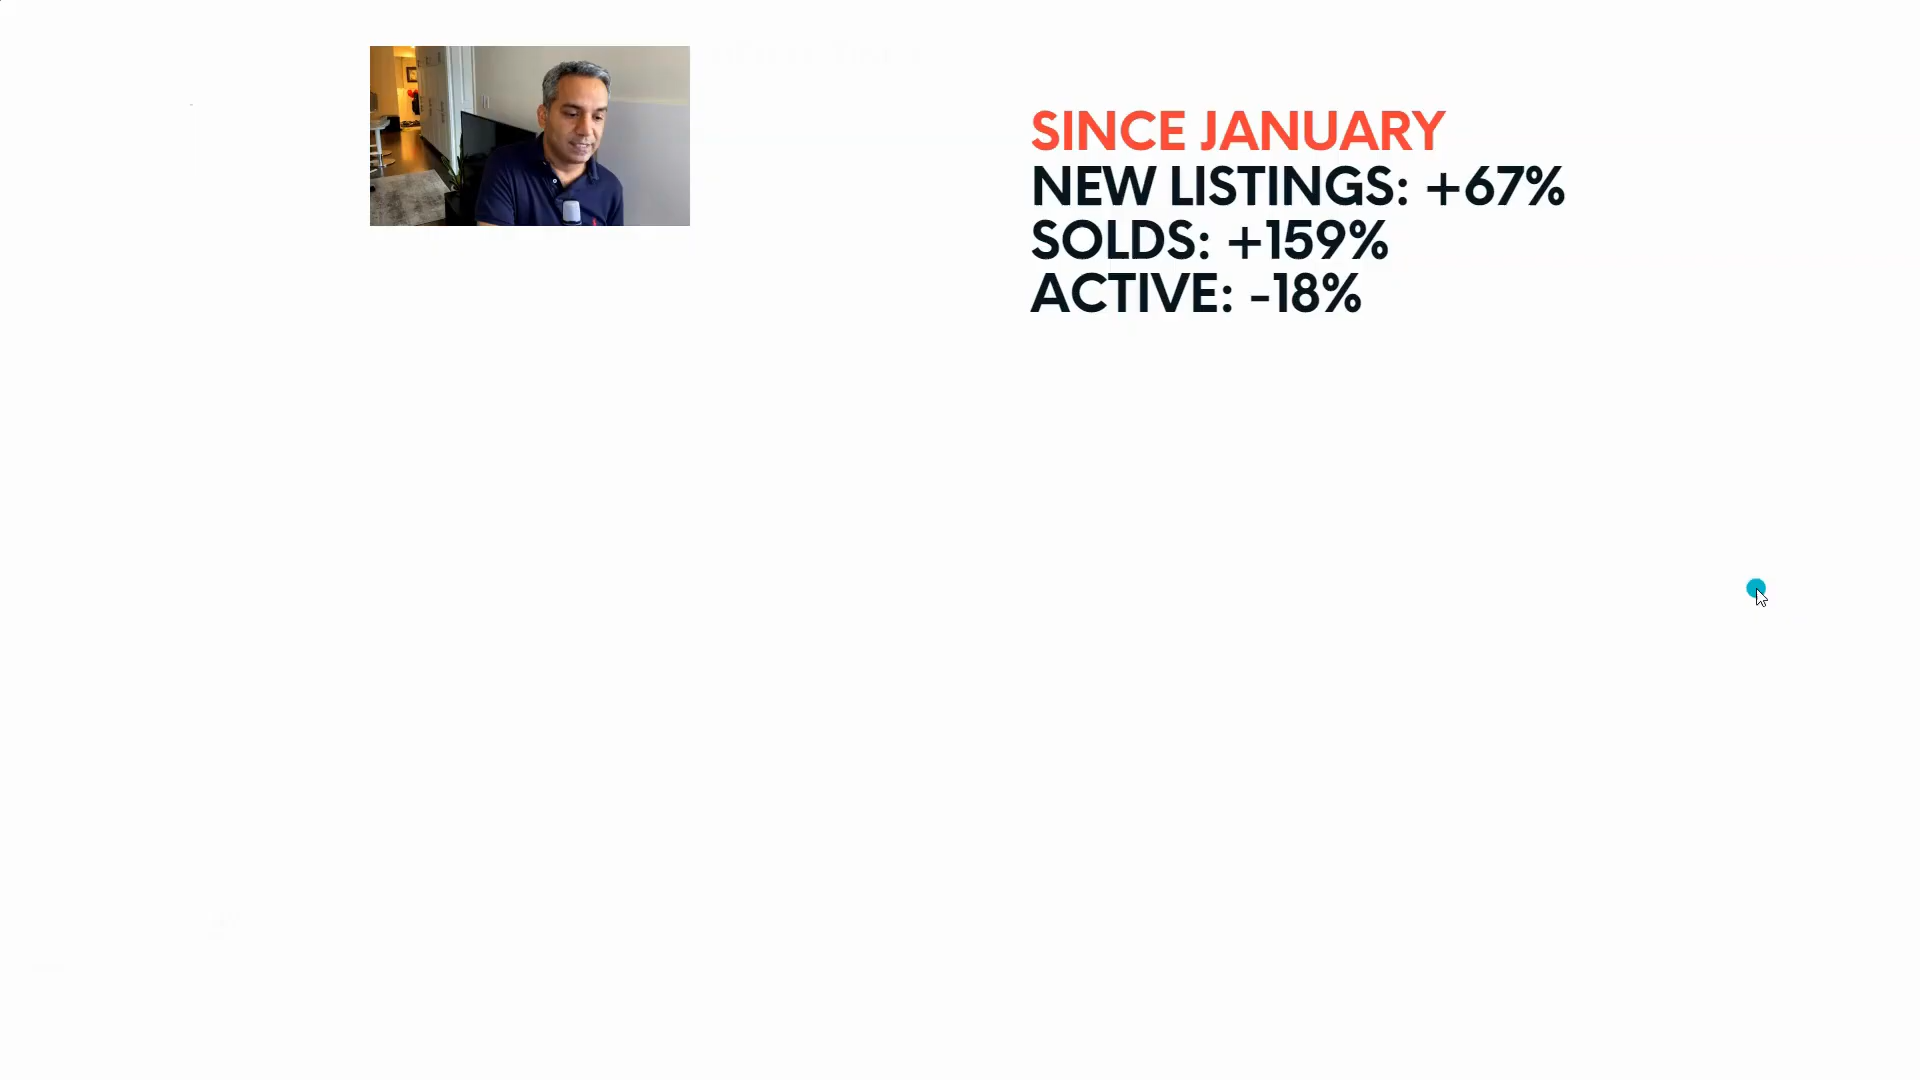 SINCE JANUARY
NEW LISTINGS: +67%
SOLDS: +159%
ACTIVE: -18%